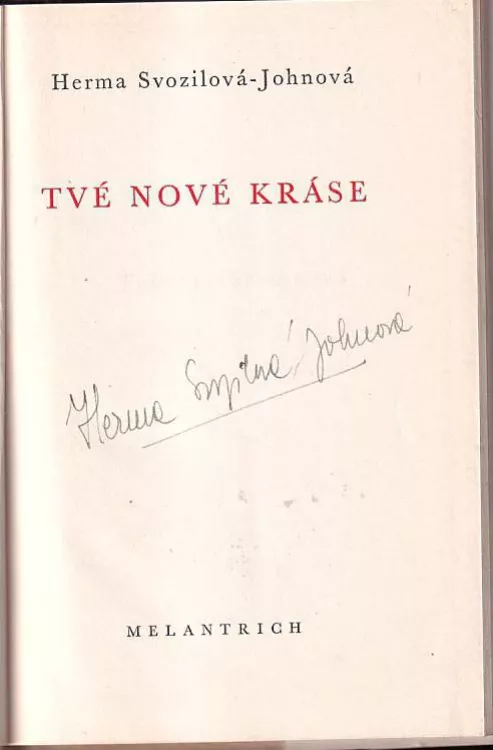 Herma Svozilová-Johnová
TVÉ NOVÉ KRÁSE
Herma Svozilová Johnová
MELANTRICH